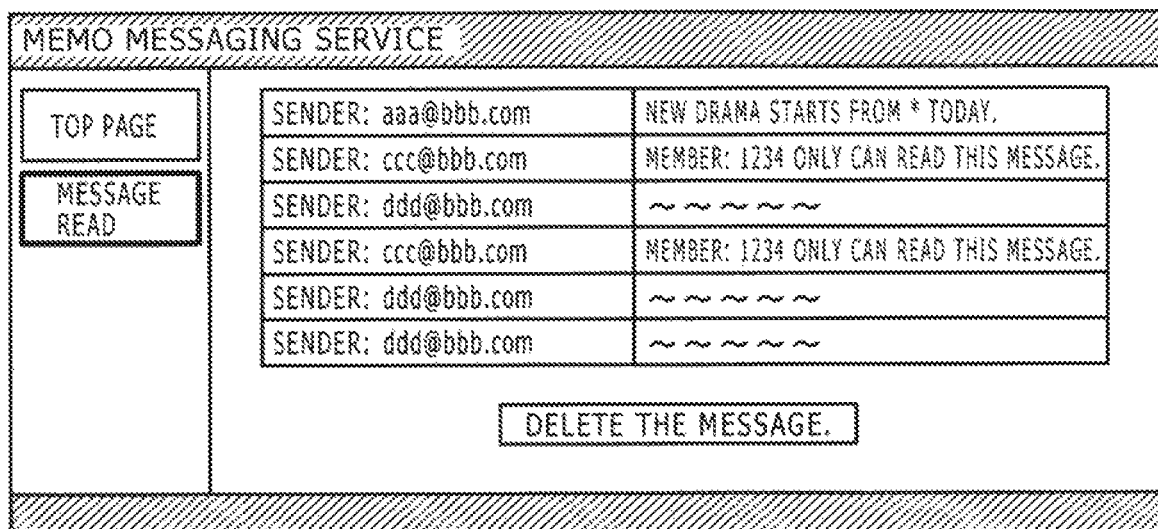 MEMO MESSAGING SERVICE
TOP PAGE
MESSAGE
READ
SENDER: aaa@bbb.com NEW DRAMA STARTS FROM * TODAY.
SENDER: ccc@bbb.com MEMBER: 1234 ONLY CAN READ THIS MESSAGE.
SENDER: ddd@bbb.com ~~~~~
SENDER: ccc@bbb.com MEMBER: 1234 ONLY CAN READ THIS MESSAGE.
SENDER: ddd@bbb.com ~~~~~
SENDER: ddd@bbb.com ~~~~~
DELETE THE MESSAGE.